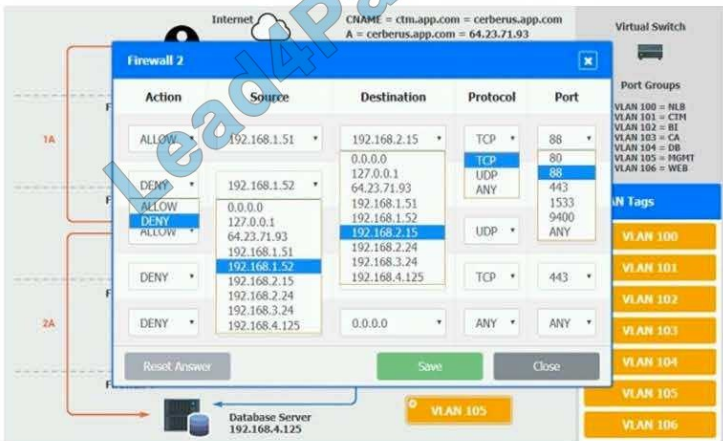 Internet
CNAME = ctm.app.com = cerberus.app.com
A = cerberus.app.com = 64.23.71.93
Virtual Switch
Port Groups
VLAN 100 = NLB
VLAN 101 = CTM
VLAN 102 = BI
VLAN 103 = CA
VLAN 104 = DB
VLAN 105 = MGMT
VLAN 106 = WEB
Lead4Pa
Firewall 2
Action Source Destination Protocol Port
ALLOW 192.168.1.51 192.168.2.15 TCP 88
DENY 192.168.1.52
ALLOW
DENY
ALLOW
0.0.0.0
127.0.0.1
64.23.71.93
192.168.1.51
192.168.1.52
192.168.2.15
192.168.2.24
192.168.3.24
192.168.4.125
0.0.0.0
127.0.0.1
64.23.71.93
192.168.1.51
192.168.1.52
192.168.2.15
192.168.2.24
192.168.3.24
192.168.4.125
TCP
UDP
ANY
80
88
443
1533
9400
ANY
UDP
DENY TCP 443
DENY 0.0.0.0 ANY ANY
Reset Answer Save Close
1A
2A
F
F
F
F
N Tags
VLAN 100
VLAN 101
VLAN 102
VLAN 103
VLAN 104
VLAN 105
VLAN 106
Database Server
192.168.4.125
VLAN 105